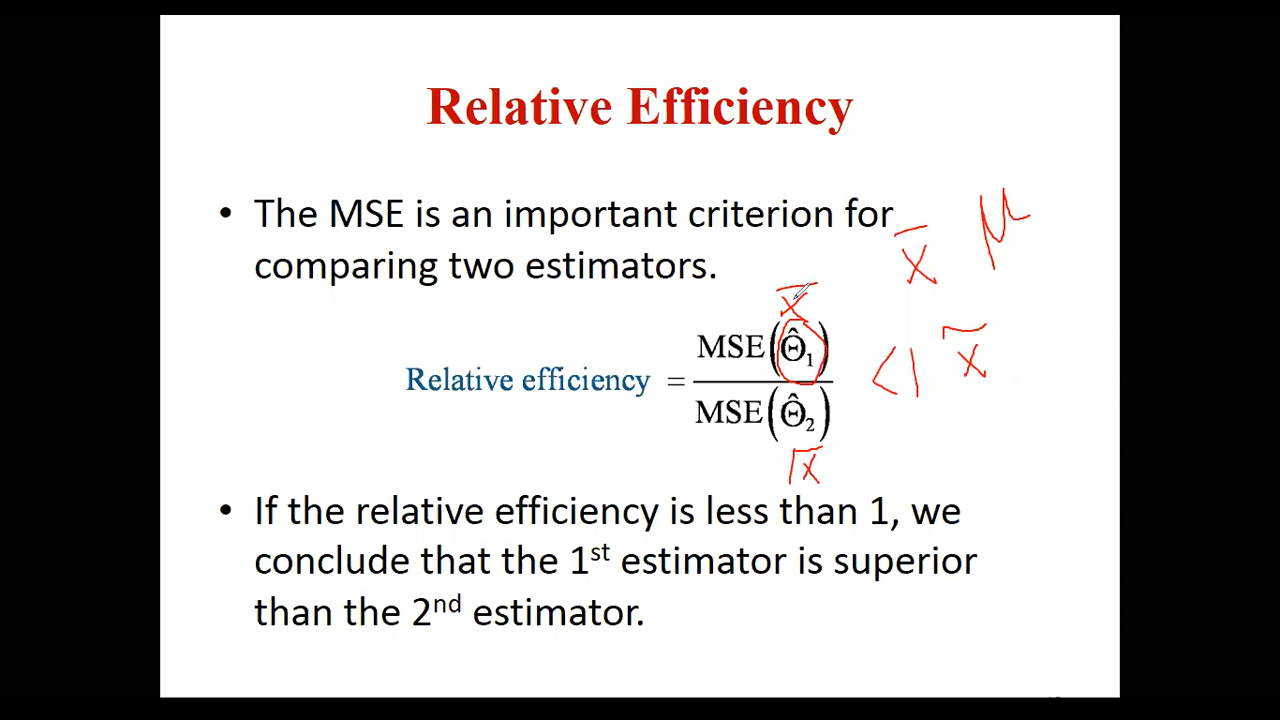 Relative Efficiency
• The MSE is an important criterion for
comparing two estimators.
x̄ μ
x̄
Relative efficiency = MSE(Θ̂₁) / MSE(Θ̂₂)
<1 x̃
• If the relative efficiency is less than 1, we
conclude that the 1st estimator is superior
than the 2nd estimator.